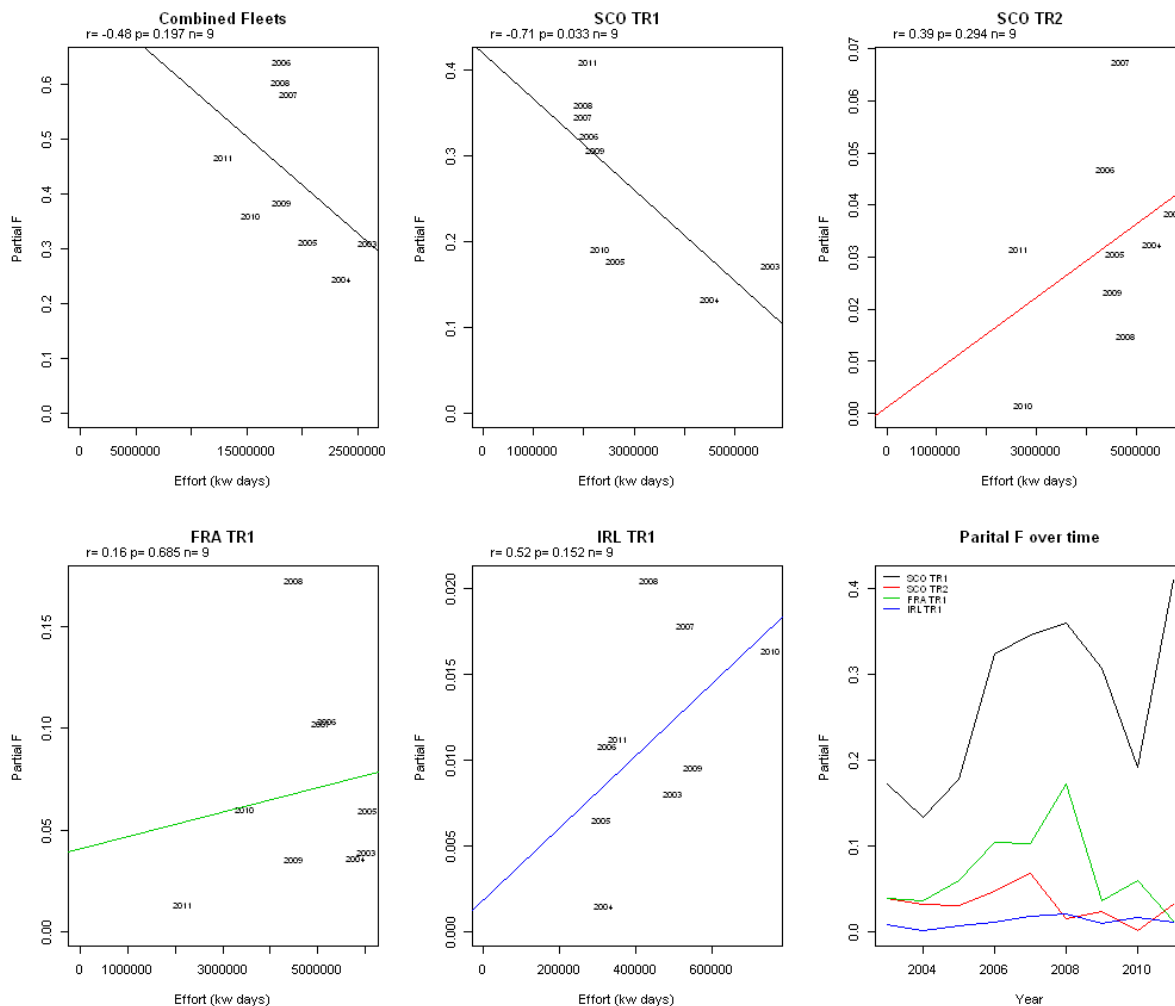 Combined Fleets
r= -0.48 p= 0.197 n= 9
Partial F
0.0 0.1 0.2 0.3 0.4 0.5 0.6
2006
2008
2007
2011
2009
2010
2005
2003
2004
0 5000000 15000000 25000000
Effort (kw days)
SCO TR1
r= -0.71 p= 0.033 n= 9
Partial F
0.0 0.1 0.2 0.3 0.4
2011
2008
2007
2006
2009
2010
2005
2003
2004
0 1000000 3000000 5000000
Effort (kw days)
SCO TR2
r= 0.39 p= 0.294 n= 9
Partial F
0.00 0.01 0.02 0.03 0.04 0.05 0.06 0.07
2007
2006
2004
2011
2005
2009
2008
2010
0 1000000 3000000 5000000
Effort (kw days)
FRA TR1
r= 0.16 p= 0.685 n= 9
Partial F
0.00 0.05 0.10 0.15
2008
2006
2007
2010
2005
2003
2009
2004
2011
0 1000000 3000000 5000000
Effort (kw days)
IRL TR1
r= 0.52 p= 0.152 n= 9
Partial F
0.000 0.005 0.010 0.015 0.020
2008
2007
2010
2011
2006
2009
2003
2005
2004
0 200000 400000 600000
Effort (kw days)
Parital F over time
SCO TR1
SCO TR2
FRA TR1
IRL TR1
Partial F
0.0 0.1 0.2 0.3 0.4
2004 2006 2008 2010
Year